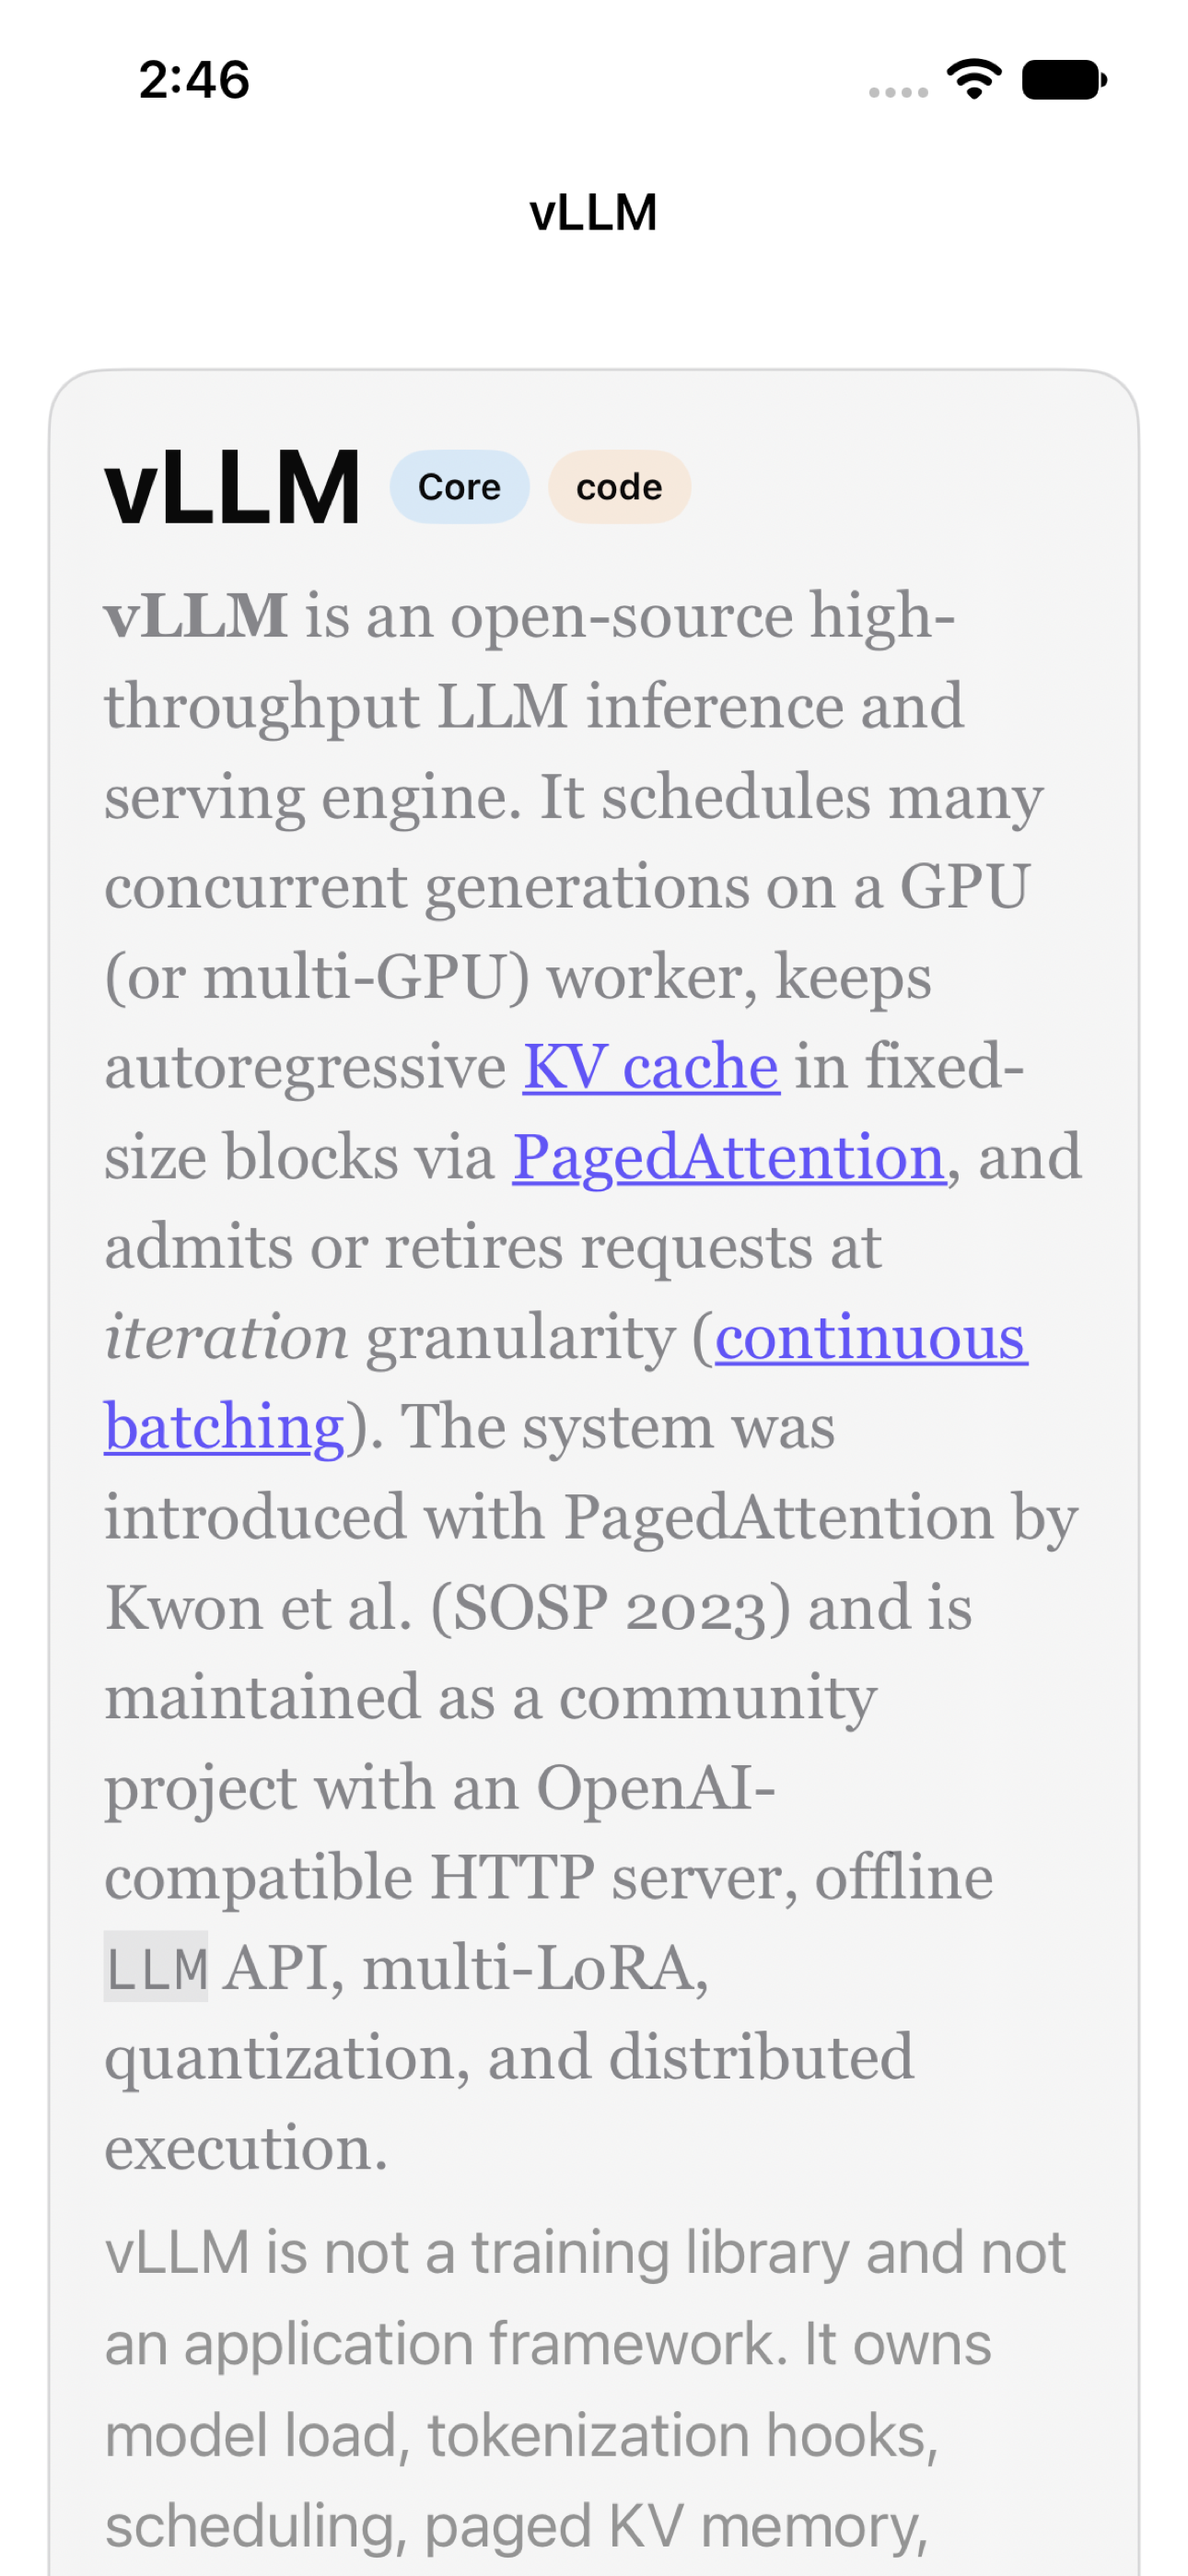 2:46
vLLM
vLLM Core code
vLLM is an open-source high-
throughput LLM inference and
serving engine. It schedules many
concurrent generations on a GPU
(or multi-GPU) worker, keeps
autoregressive KV cache in fixed-
size blocks via PagedAttention, and
admits or retires requests at
iteration granularity (continuous
batching). The system was
introduced with PagedAttention by
Kwon et al. (SOSP 2023) and is
maintained as a community
project with an OpenAI-
compatible HTTP server, offline
LLM API, multi-LoRA,
quantization, and distributed
execution.
vLLM is not a training library and not
an application framework. It owns
model load, tokenization hooks,
scheduling, paged KV memory,